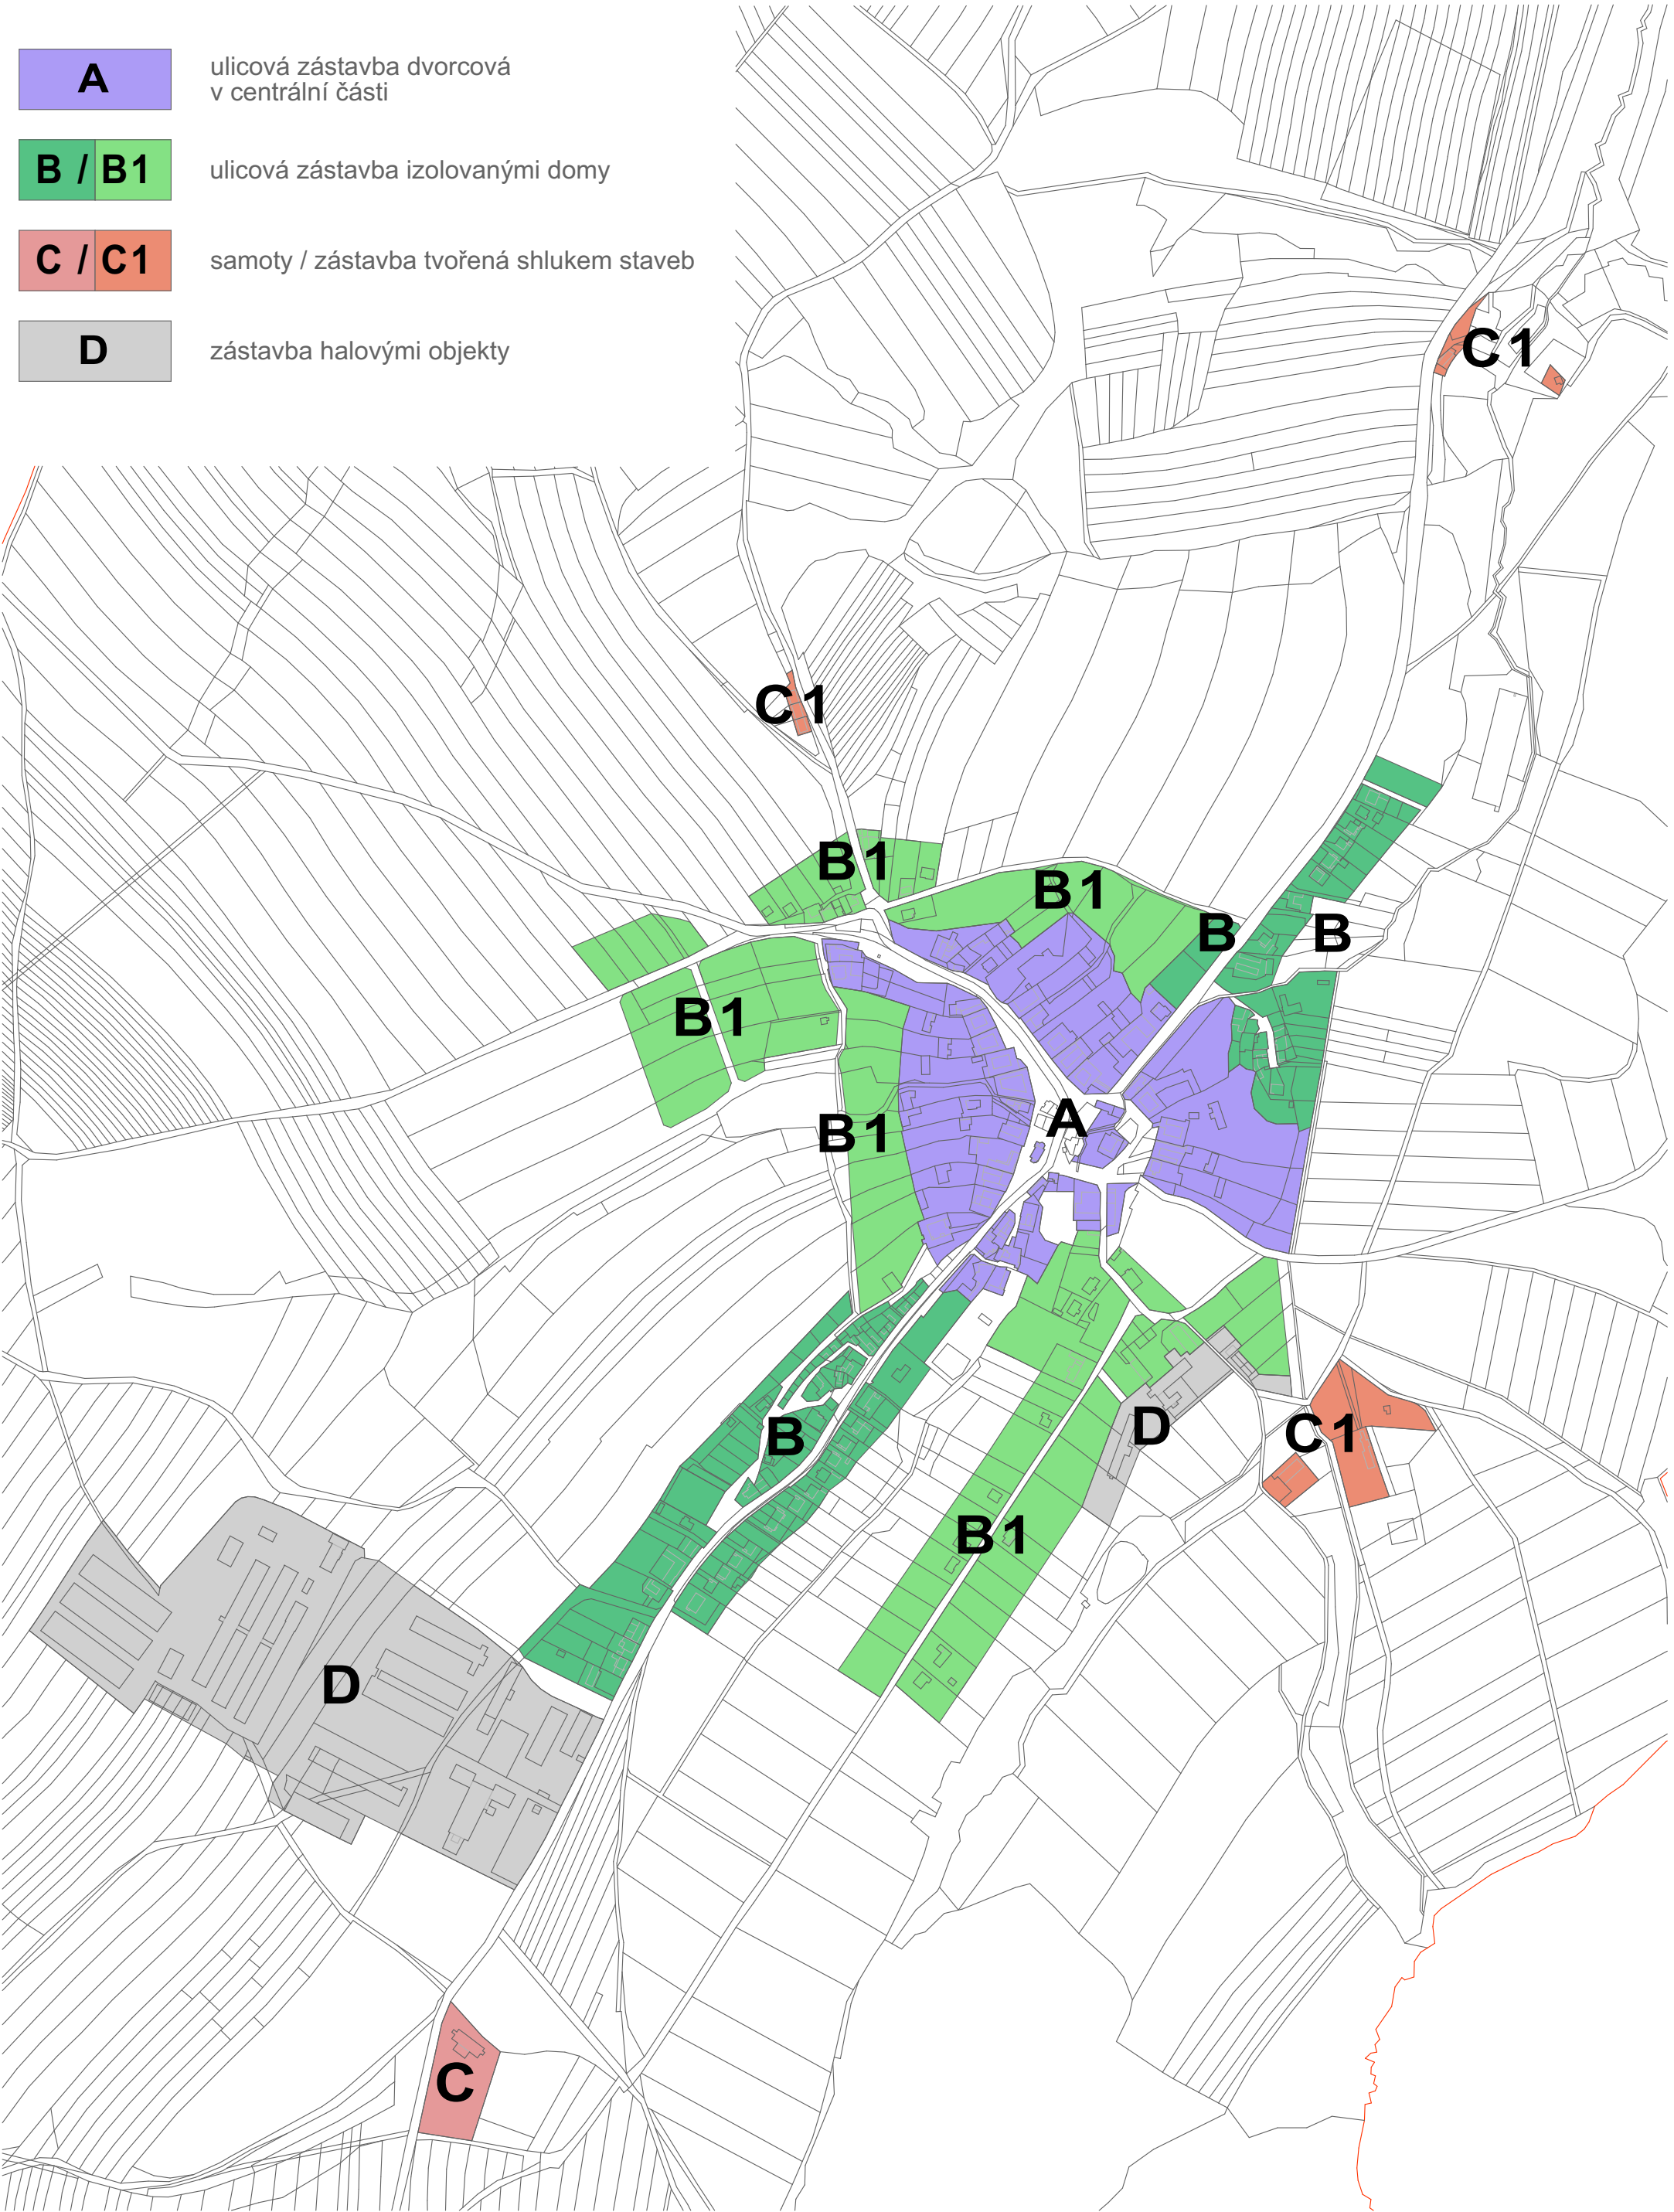 A
ulicová zástavba dvorcová
v centrální části
B / B1
ulicová zástavba izolovanými domy
C / C1
samoty / zástavba tvořená shlukem staveb
D
zástavba halovými objekty
C1
C1
B1
B1
B
B
B1
A
B1
D
C1
B
B1
D
C